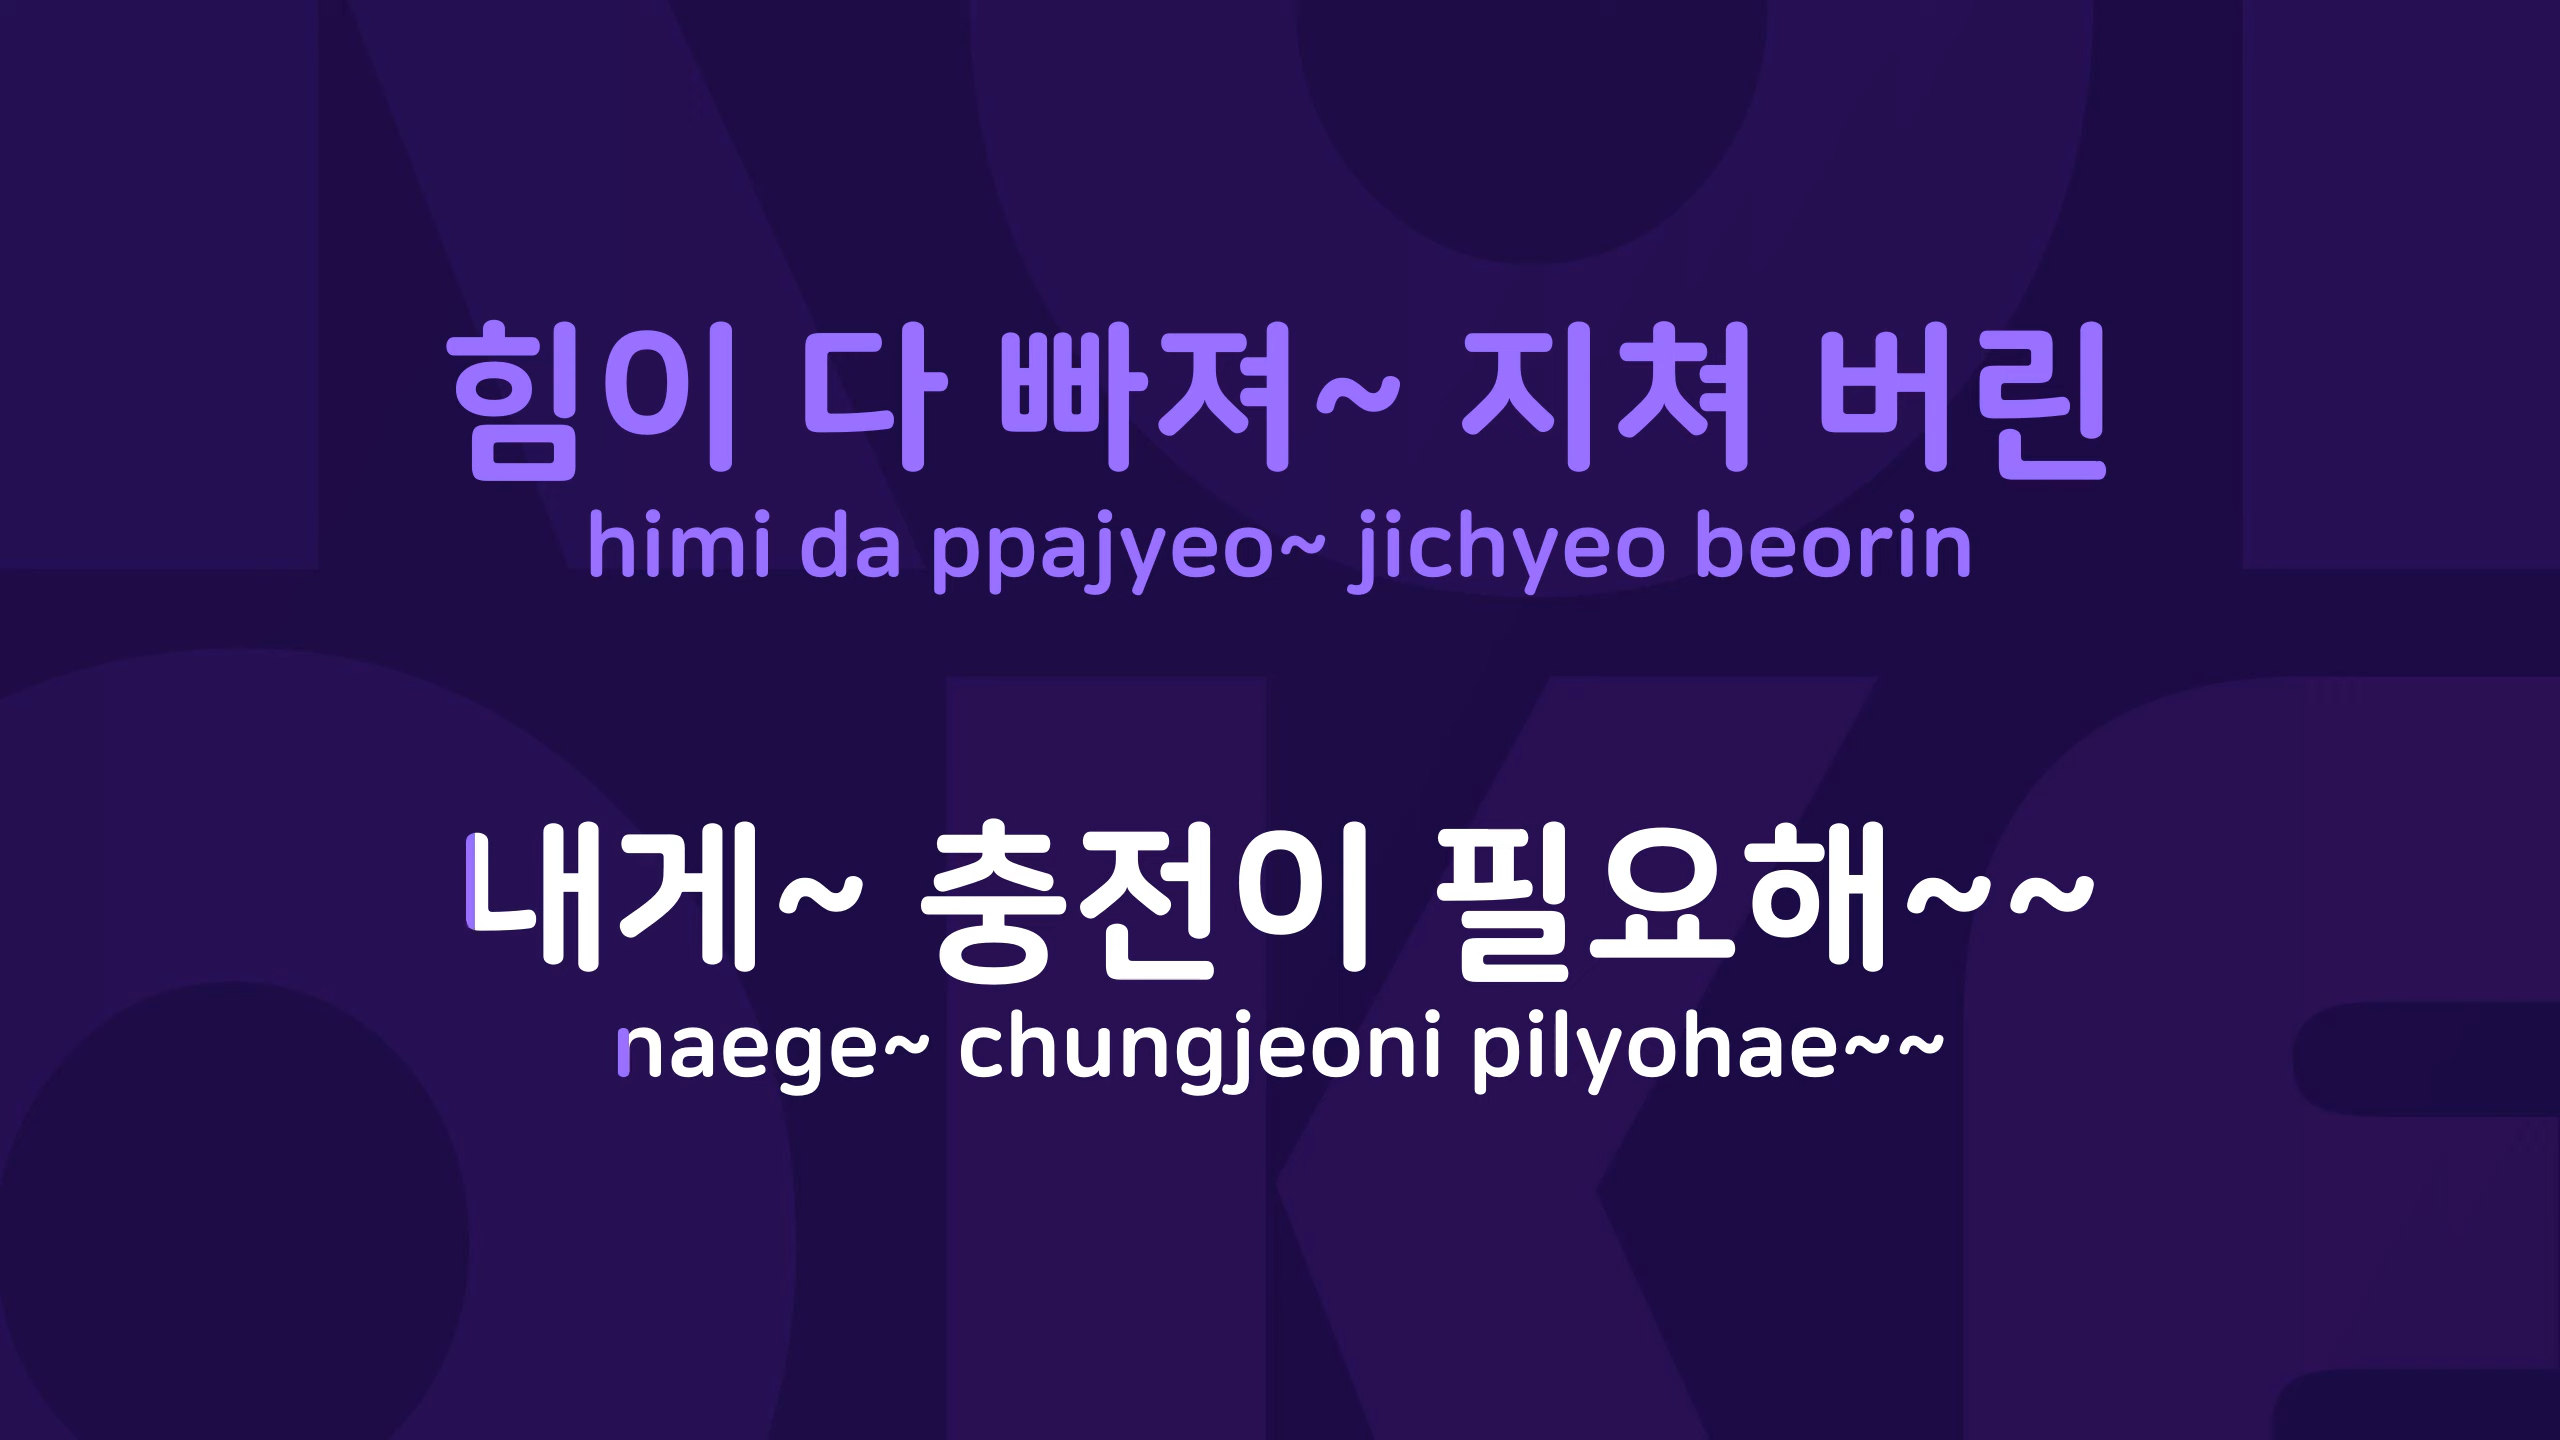 힘이 다 빠져~ 지쳐 버린
himi da ppajyeo~ jichyeo beorin
내게~ 충전이 필요해~~
naege~ chungjeoni pilyohae~~